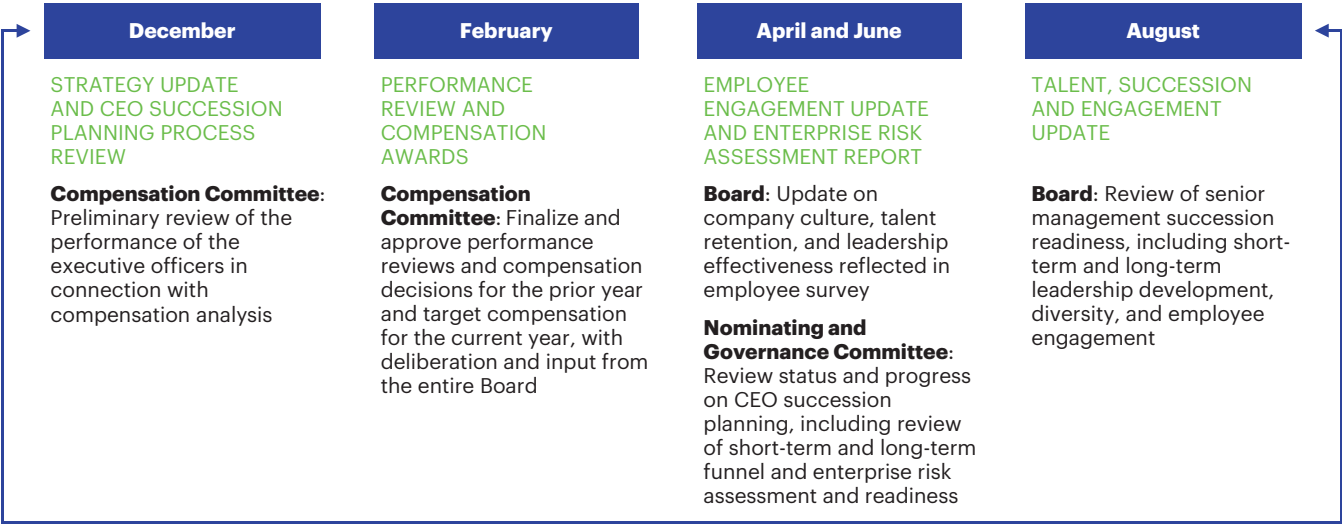 December
STRATEGY UPDATE
AND CEO SUCCESSION
PLANNING PROCESS
REVIEW
Compensation Committee:
Preliminary review of the
performance of the
executive officers in
connection with
compensation analysis
February
PERFORMANCE
REVIEW AND
COMPENSATION
AWARDS
Compensation
Committee: Finalize and
approve performance
reviews and compensation
decisions for the prior year
and target compensation
for the current year, with
deliberation and input from
the entire Board
April and June
EMPLOYEE
ENGAGEMENT UPDATE
AND ENTERPRISE RISK
ASSESSMENT REPORT
Board: Update on
company culture, talent
retention, and leadership
effectiveness reflected in
employee survey
Nominating and
Governance Committee:
Review status and progress
on CEO succession
planning, including review
of short-term and long-term
funnel and enterprise risk
assessment and readiness
August
TALENT, SUCCESSION
AND ENGAGEMENT
UPDATE
Board: Review of senior
management succession
readiness, including short-
term and long-term
leadership development,
diversity, and employee
engagement